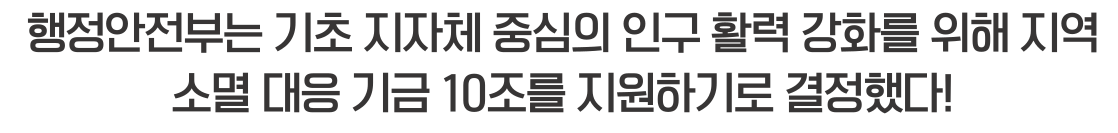 행정안전부는 기초 지자체 중심의 인구 활력 강화를 위해 지역
소멸 대응 기금 10조를 지원하기로 결정했다!